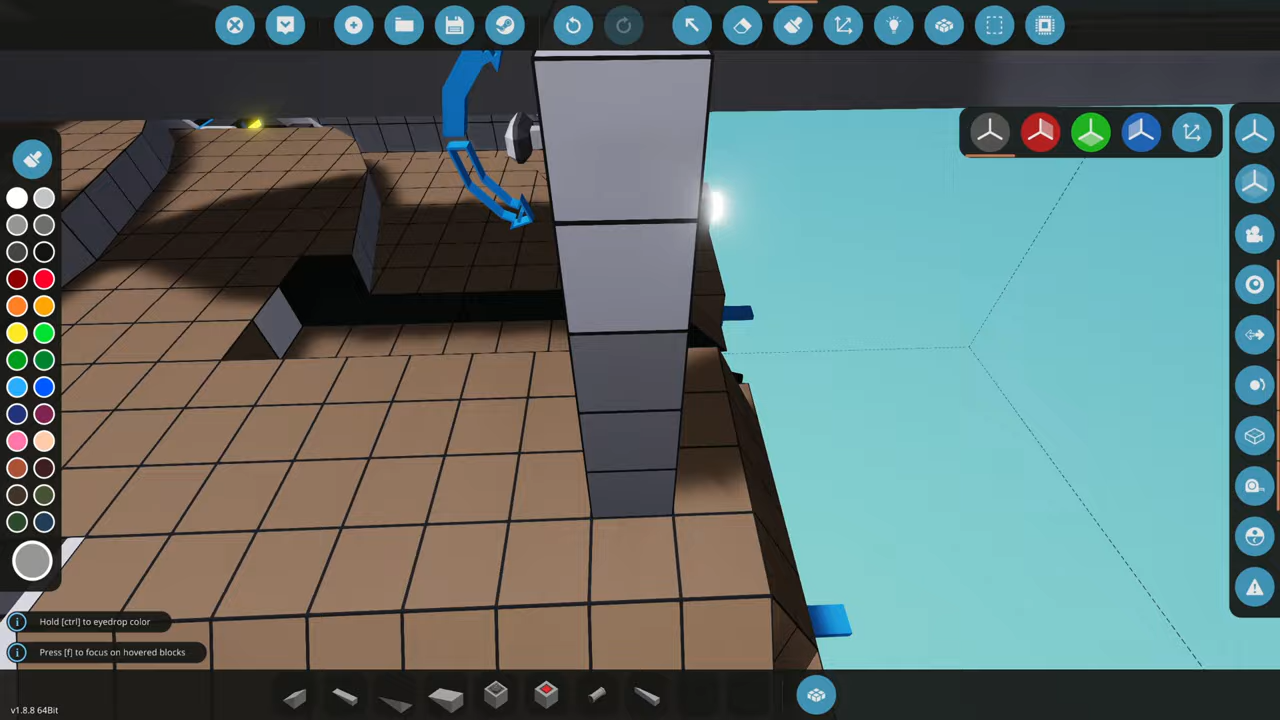 Hold [ctrl] to eyedrop color
Press [f] to focus on hovered blocks
v1.8.8 64Bit